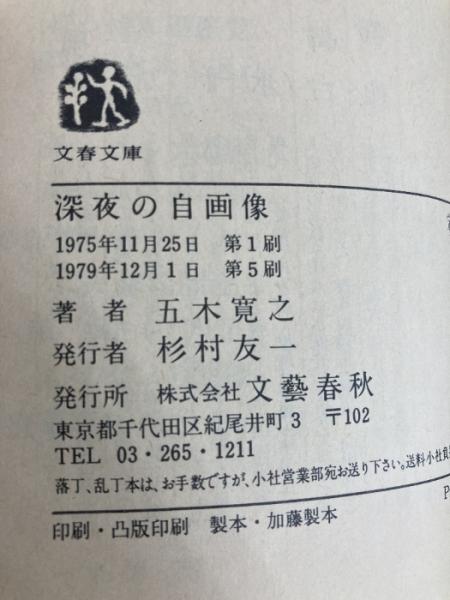 文春文庫
深夜の自画像
1975年11月25日 第1刷
1979年12月1日 第5刷
著者 五木寛之
発行者 杉村友一
発行所 株式会社 文藝春秋
東京都千代田区紀尾井町3 〒102
TEL 03・265・1211
落丁、乱丁本は、お手数ですが、小社営業部宛お送り下さい。送料小社負
印刷・凸版印刷 製本・加藤製本
P